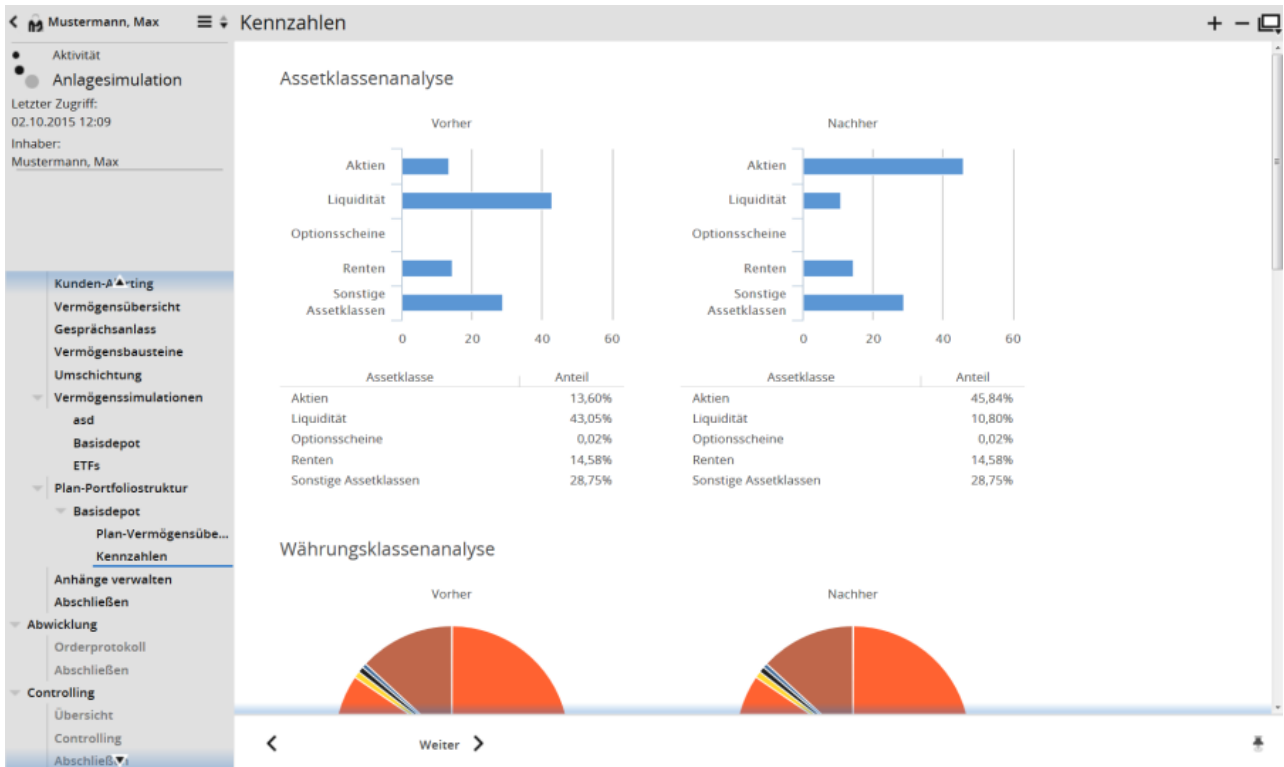 Mustermann, Max
Kennzahlen
Aktivität
Anlagesimulation
Letzter Zugriff:
02.10.2015 12:09
Inhaber:
Mustermann, Max
Vermögensübersicht
Gesprächsanlass
Vermögensbausteine
Umschichtung
Vermögenssimulationen
asd
Basisdepot
ETFs
Plan-Portfoliostruktur
Basisdepot
Plan-Vermögensübe...
Kennzahlen
Anhänge verwalten
Abschließen
Abwicklung
Orderprotokoll
Abschließen
Controlling
Übersicht
Controlling
Assetklassenanalyse
Vorher
Aktien
Liquidität
Optionsscheine
Renten
Sonstige
Assetklassen
0 20 40 60
Assetklasse Anteil
Aktien 13,60%
Liquidität 43,05%
Optionsscheine 0,02%
Renten 14,58%
Sonstige Assetklassen 28,75%
Nachher
Aktien
Liquidität
Optionsscheine
Renten
Sonstige
Assetklassen
0 20 40 60
Assetklasse Anteil
Aktien 45,84%
Liquidität 10,80%
Optionsscheine 0,02%
Renten 14,58%
Sonstige Assetklassen 28,75%
Währungsklassenanalyse
Vorher
Nachher
Weiter